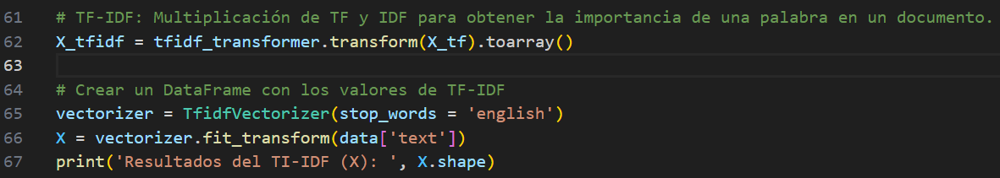 61 # TF-IDF: Multiplicación de TF y IDF para obtener la importancia de una palabra en un documento.
62 X_tfidf = tfidf_transformer.transform(X_tf).toarray()
63
64 # Crear un DataFrame con los valores de TF-IDF
65 vectorizer = TfidfVectorizer(stop_words = 'english')
66 X = vectorizer.fit_transform(data['text'])
67 print('Resultados del TI-IDF (X): ', X.shape)